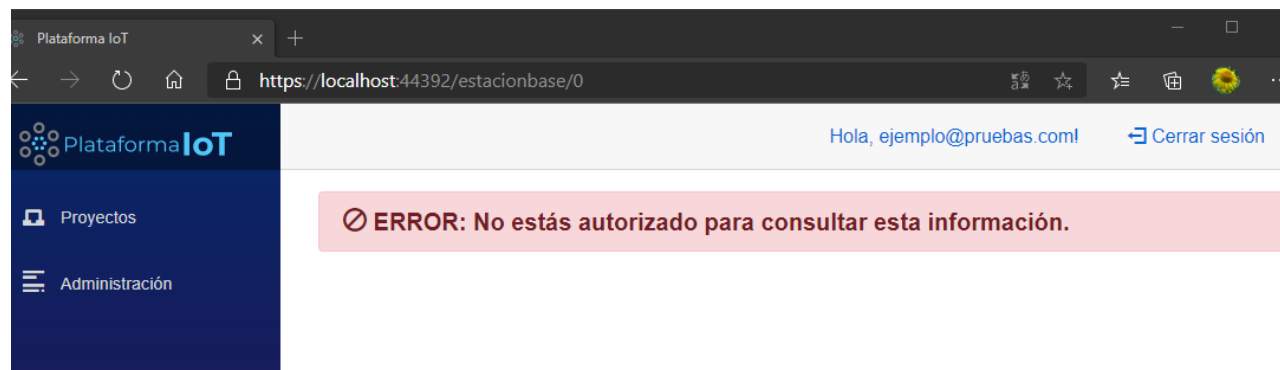 Plataforma IoT
https://localhost:44392/estacionbase/0
PlataformaIoT
Hola, ejemplo@pruebas.com!
Cerrar sesión
Proyectos
ERROR: No estás autorizado para consultar esta información.
Administración